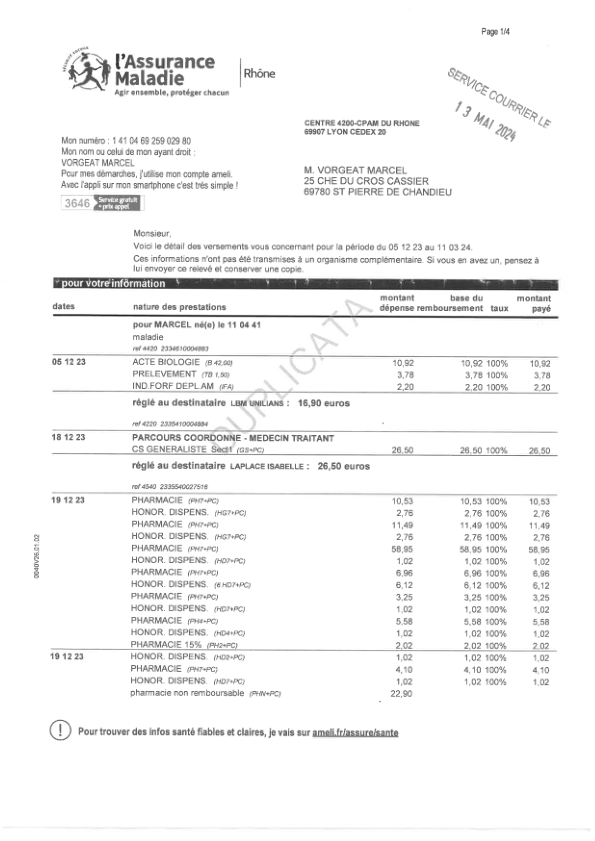 Page 1/4
SÉCURITÉ SOCIALE
l'Assurance
Maladie
Agir ensemble, protéger chacun
Rhône
SERVICE COURRIER LE
13 MAI 2024
CENTRE 4200-CPAM DU RHONE
69907 LYON CEDEX 20
Mon numéro : 1 41 04 69 259 029 80
Mon nom ou celui de mon ayant droit :
VORGEAT MARCEL
Pour mes démarches, j'utilise mon compte ameli.
Avec l'appli sur mon smartphone c'est très simple !
3646 Service gratuit + prix appel
M. VORGEAT MARCEL
25 CHE DU CROS CASSIER
69780 ST PIERRE DE CHANDIEU
Monsieur,
Voici le détail des versements vous concernant pour la période du 05 12 23 au 11 03 24.
Ces informations n'ont pas été transmises à un organisme complémentaire. Si vous en avez un, pensez à
lui envoyer ce relevé et conserver une copie.
pour votre information
dates nature des prestations montant dépense base du remboursement taux montant payé
pour MARCEL né(e) le 11 04 41
maladie
ref 4420 2334610004883
05 12 23 ACTE BIOLOGIE (B 42,00) 10,92 10,92 100% 10,92
PRELEVEMENT (TB 1,50) 3,78 3,78 100% 3,78
IND.FORF DEPL.AM (IFA) 2,20 2,20 100% 2,20
réglé au destinataire LBM UNILIANS : 16,90 euros
ref 4220 2335410004884
18 12 23 PARCOURS COORDONNE - MEDECIN TRAITANT
CS GENERALISTE Sect1 (GS+PC) 26,50 26,50 100% 26,50
réglé au destinataire LAPLACE ISABELLE : 26,50 euros
ref 4540 2335540027516
19 12 23 PHARMACIE (PH7+PC) 10,53 10,53 100% 10,53
HONOR. DISPENS. (HG7+PC) 2,76 2,76 100% 2,76
PHARMACIE (PH7+PC) 11,49 11,49 100% 11,49
HONOR. DISPENS. (HG7+PC) 2,76 2,76 100% 2,76
PHARMACIE (PH7+PC) 58,95 58,95 100% 58,95
HONOR. DISPENS. (HD7+PC) 1,02 1,02 100% 1,02
PHARMACIE (PH7+PC) 6,96 6,96 100% 6,96
HONOR. DISPENS. (6 HD7+PC) 6,12 6,12 100% 6,12
PHARMACIE (PH7+PC) 3,25 3,25 100% 3,25
HONOR. DISPENS. (HD7+PC) 1,02 1,02 100% 1,02
PHARMACIE (PH4+PC) 5,58 5,58 100% 5,58
HONOR. DISPENS. (HD4+PC) 1,02 1,02 100% 1,02
PHARMACIE 15% (PH2+PC) 2,02 2,02 100% 2,02
19 12 23 HONOR. DISPENS. (HD2+PC) 1,02 1,02 100% 1,02
PHARMACIE (PH7+PC) 4,10 4,10 100% 4,10
HONOR. DISPENS. (HD7+PC) 1,02 1,02 100% 1,02
pharmacie non remboursable (PHN+PC) 22,90
DUPLICATA
0040V26.01.02
Pour trouver des infos santé fiables et claires, je vais sur ameli.fr/assure/sante